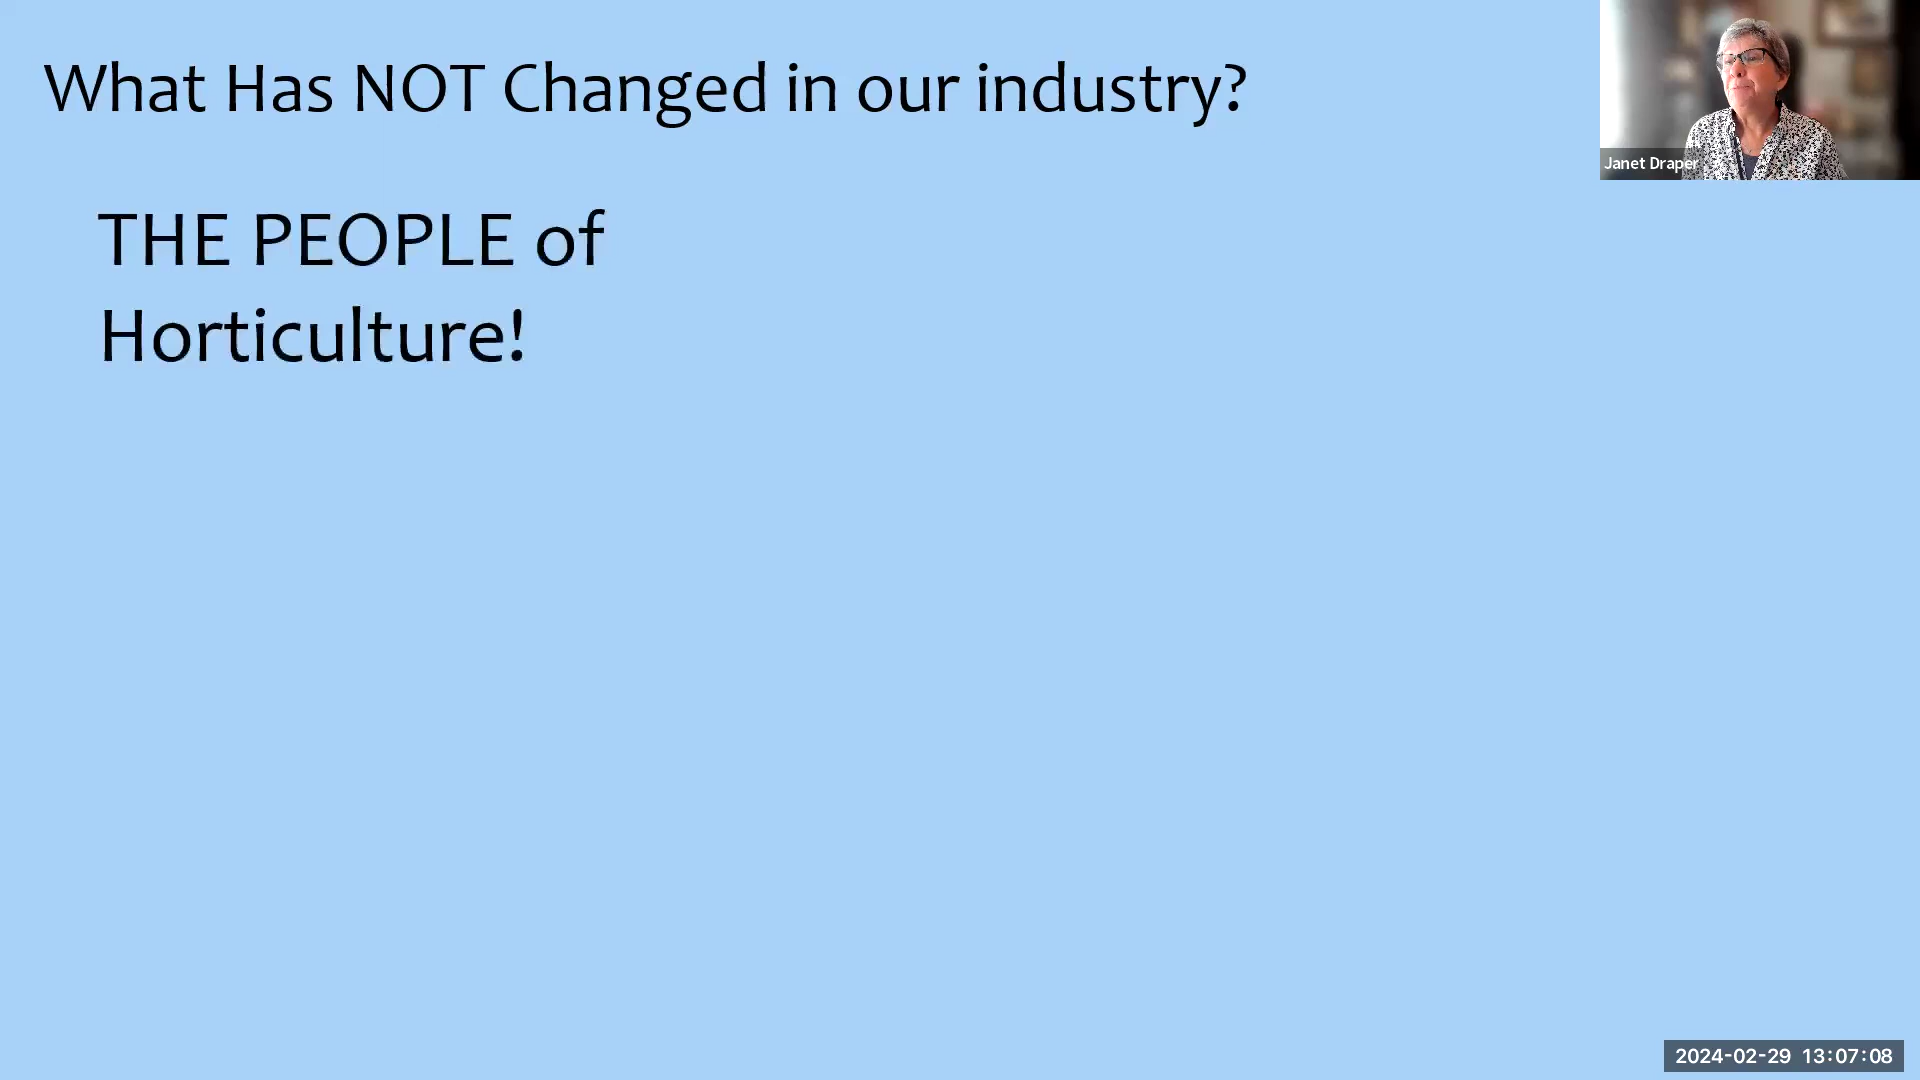 What Has NOT Changed in our industry?
Janet Draper
THE PEOPLE of
Horticulture!
2024-02-29 13:07:08